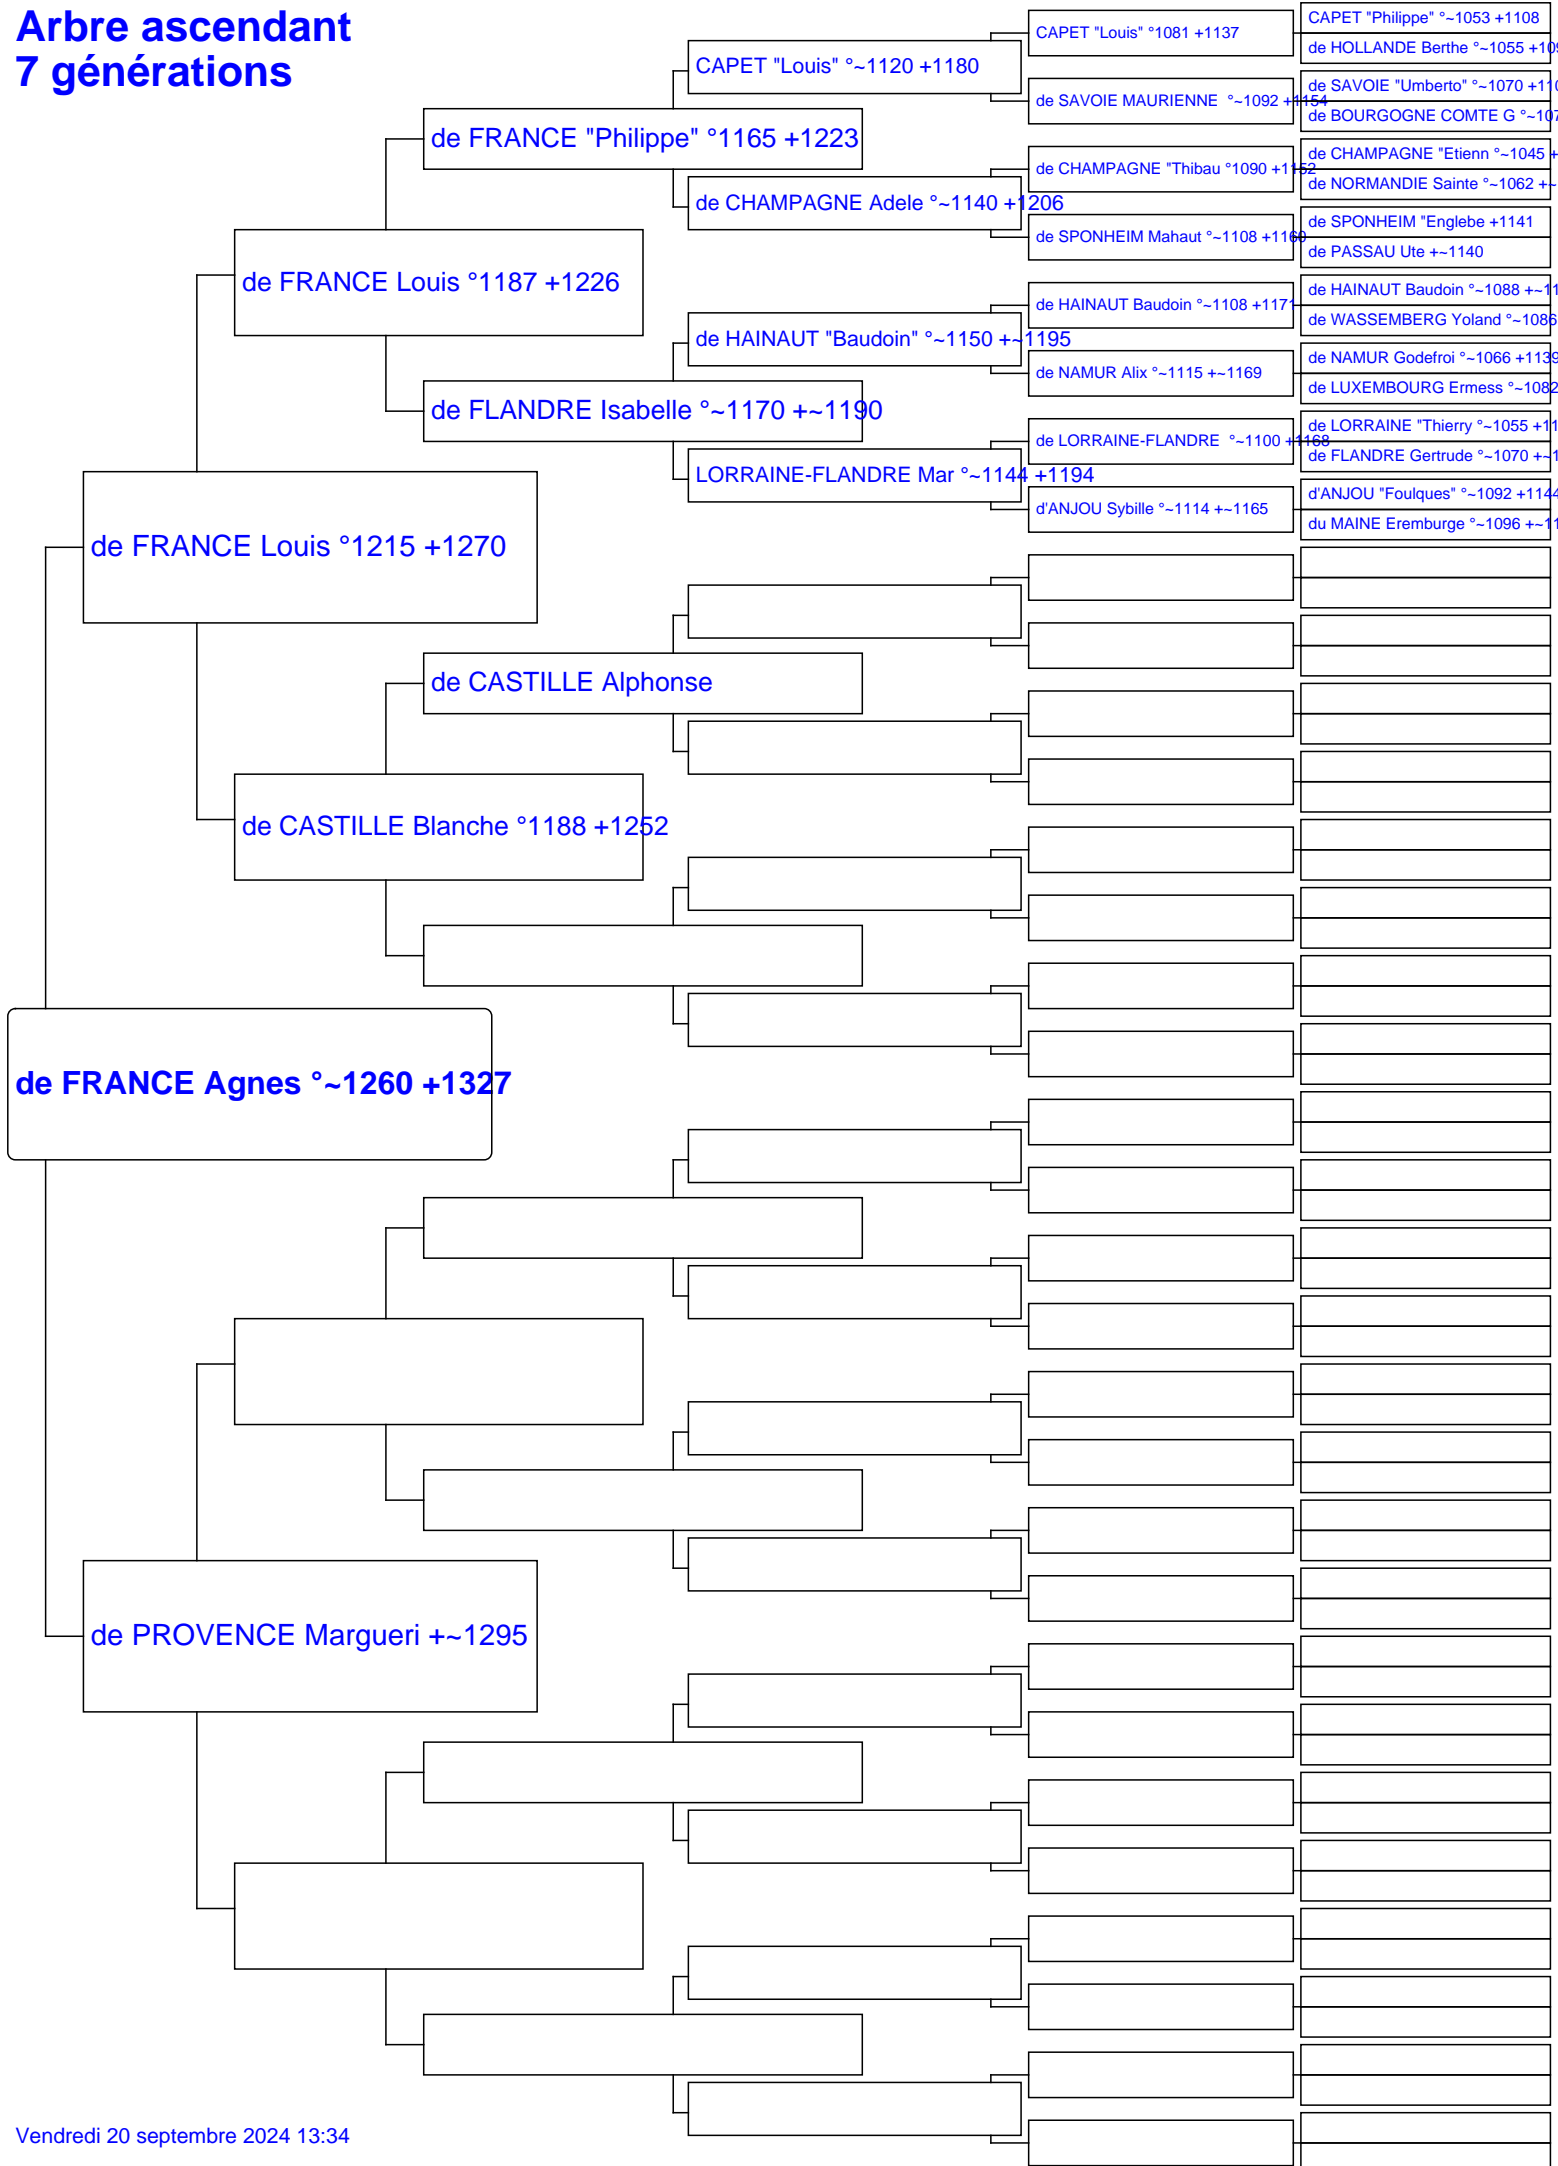 Arbre ascendant
7 générations
CAPET "Philippe" °~1053 +1108
CAPET "Louis" °1081 +1137
de HOLLANDE Berthe °~1055 +109
CAPET "Louis" °~1120 +1180
de SAVOIE "Umberto" °~1070 +110
de SAVOIE MAURIENNE  °~1092 +1154
de BOURGOGNE COMTE G °~107
de FRANCE "Philippe" °1165 +1223
de CHAMPAGNE "Etienn °~1045 +
de CHAMPAGNE "Thibau °1090 +1152
de NORMANDIE Sainte °~1062 +~
de CHAMPAGNE Adele °~1140 +1206
de SPONHEIM "Englebe +1141
de SPONHEIM Mahaut °~1108 +1160
de PASSAU Ute +~1140
de FRANCE Louis °1187 +1226
de HAINAUT Baudoin °~1088 +~11
de HAINAUT Baudoin °~1108 +1171
de WASSEMBERG Yoland °~1086
de HAINAUT "Baudoin" °~1150 +~1195
de NAMUR Godefroi °~1066 +1139
de NAMUR Alix °~1115 +~1169
de LUXEMBOURG Ermess °~1082
de FLANDRE Isabelle °~1170 +~1190
de LORRAINE "Thierry °~1055 +11
de LORRAINE-FLANDRE  °~1100 +1168
de FLANDRE Gertrude °~1070 +~1
LORRAINE-FLANDRE Mar °~1144 +1194
d'ANJOU "Foulques" °~1092 +1144
d'ANJOU Sybille °~1114 +~1165
du MAINE Eremburge °~1096 +~11
de FRANCE Louis °1215 +1270
de CASTILLE Alphonse
de CASTILLE Blanche °1188 +1252
de FRANCE Agnes °~1260 +1327
de PROVENCE Margueri +~1295
Vendredi 20 septembre 2024 13:34